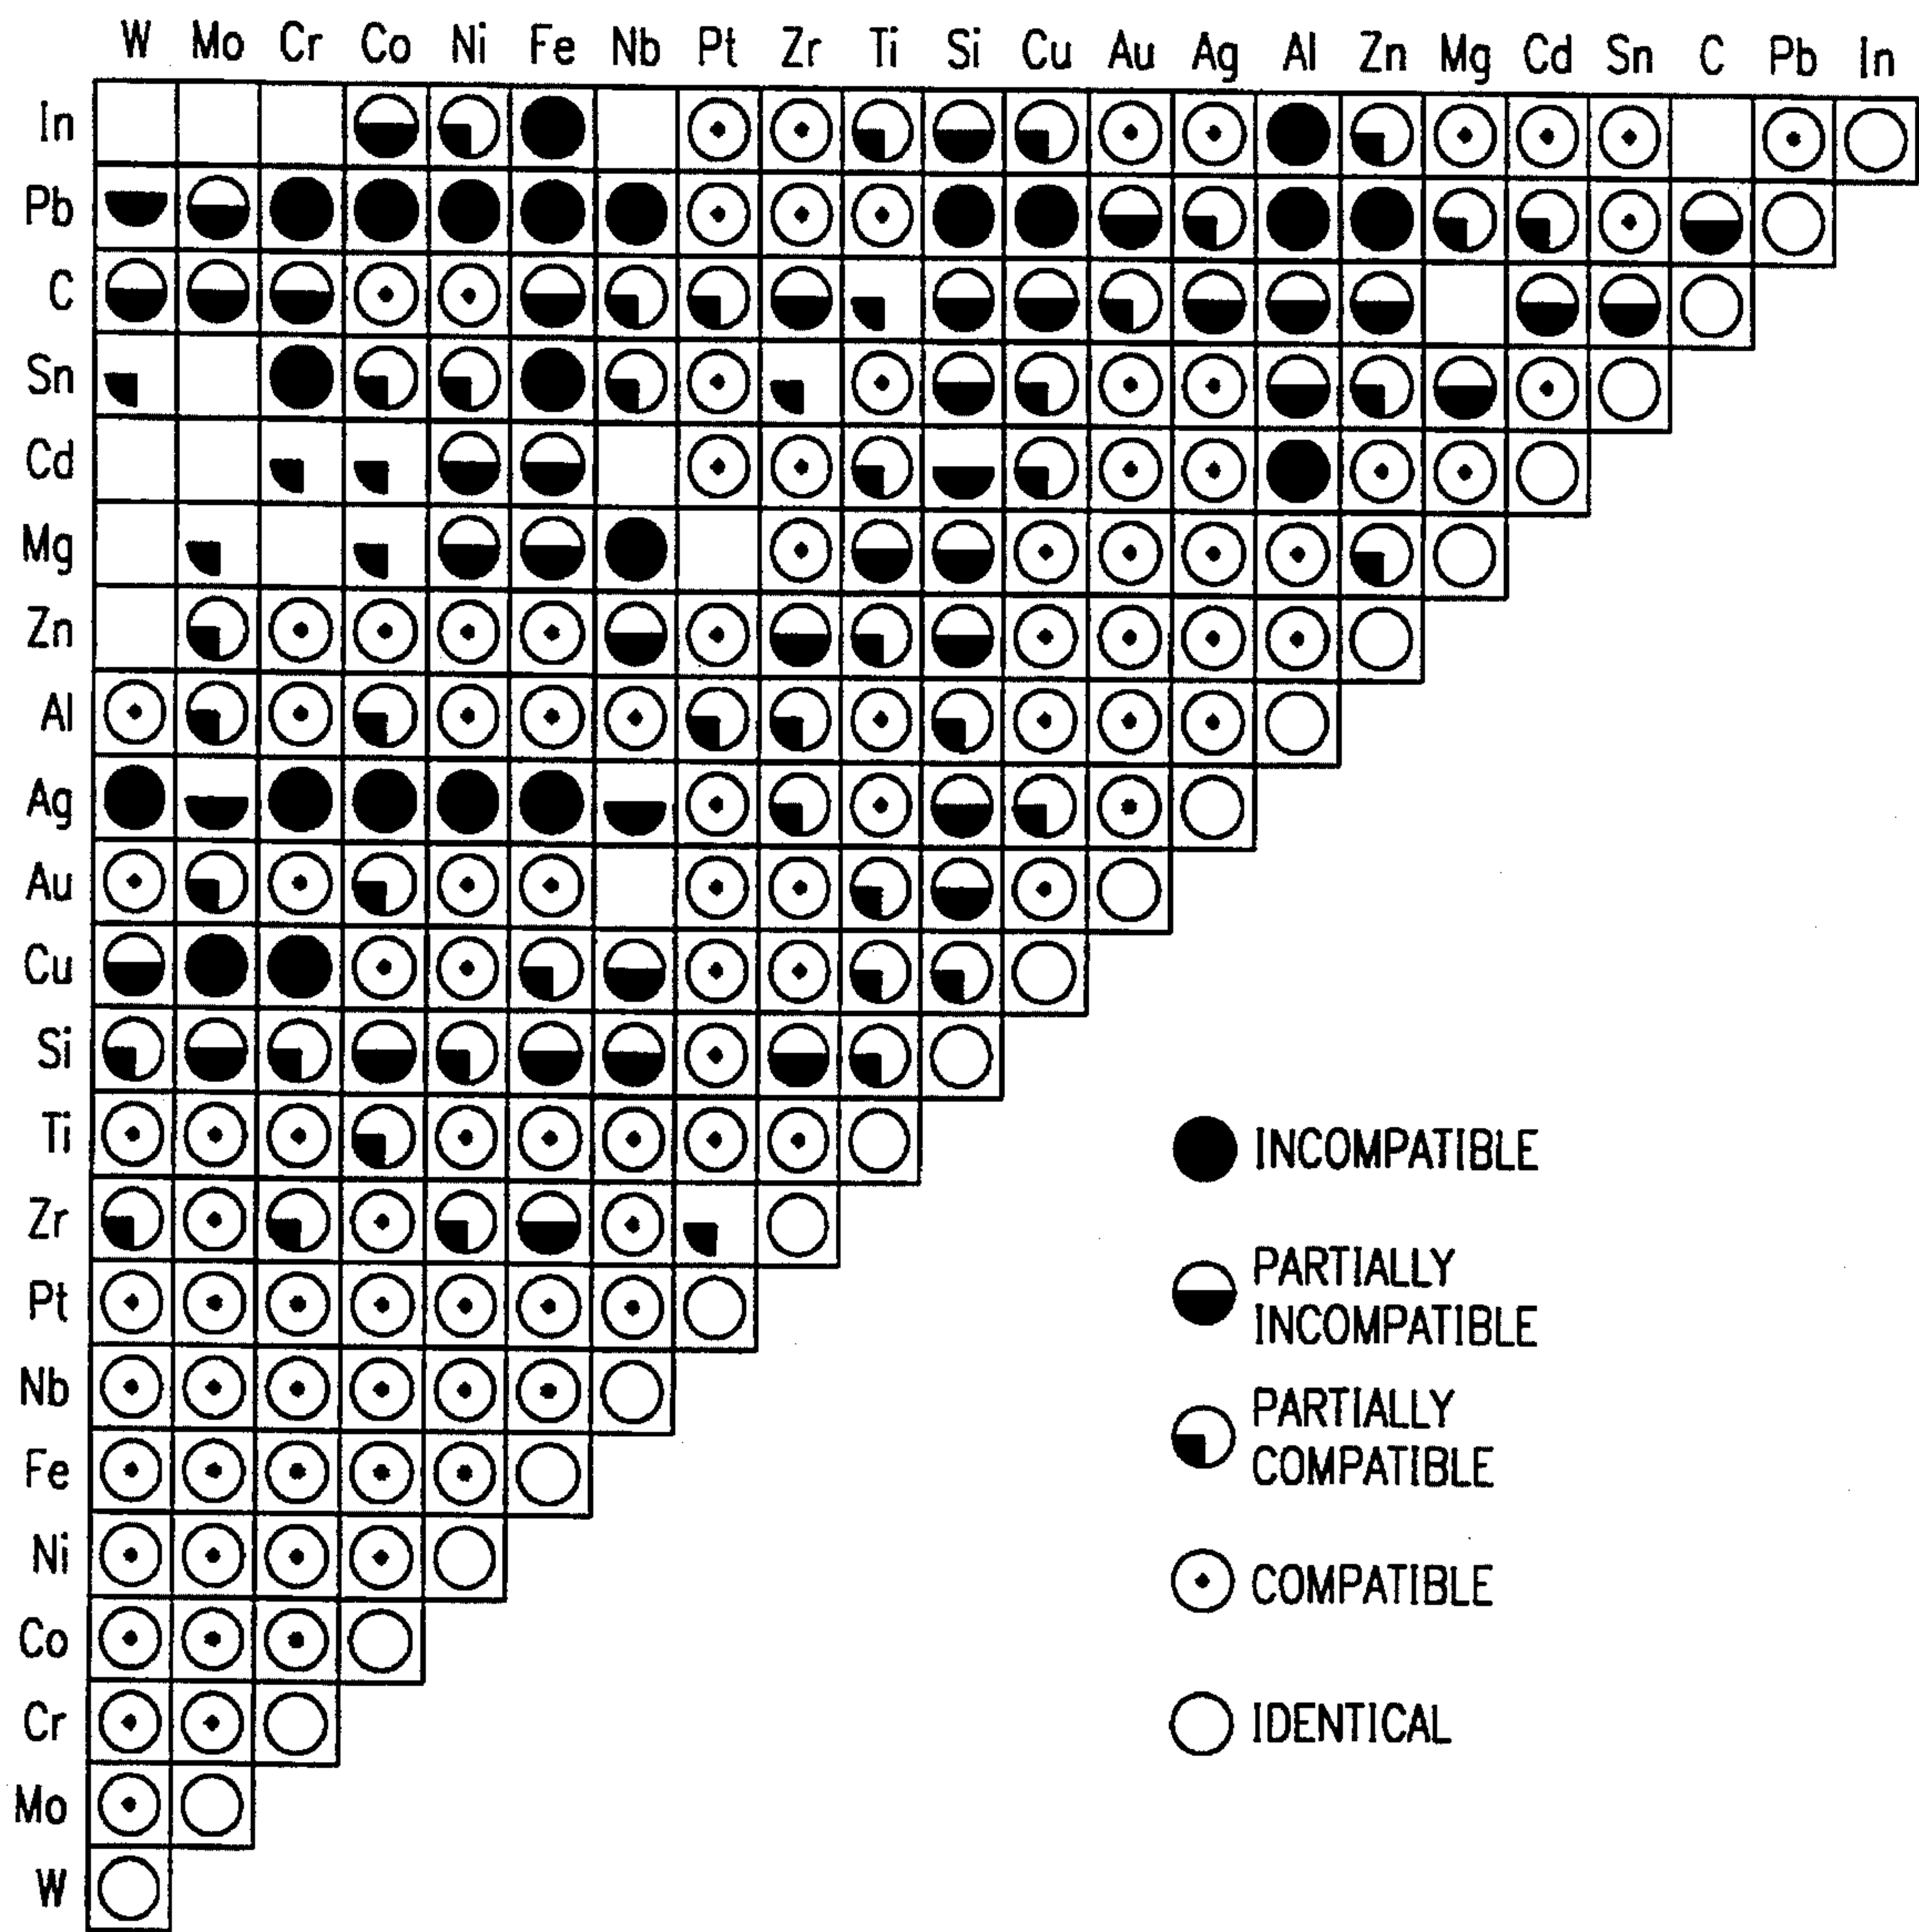 W Mo Cr Co Ni Fe Nb Pt Zr Ti Si Cu Au Ag Al Zn Mg Cd Sn C Pb In
In
Pb
C
Sn
Cd
Mg
Zn
Al
Ag
Au
Cu
Si
Ti
Zr
Pt
Nb
Fe
Ni
Co
Cr
Mo
W
INCOMPATIBLE
PARTIALLY
INCOMPATIBLE
PARTIALLY
COMPATIBLE
COMPATIBLE
IDENTICAL